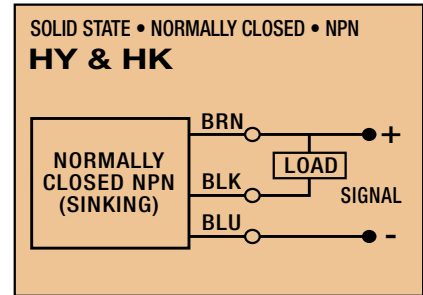 SOLID STATE • NORMALLY CLOSED • NPN
HY & HK
BRN
+
NORMALLY
CLOSED NPN
(SINKING)
LOAD
BLK
SIGNAL
BLU
-